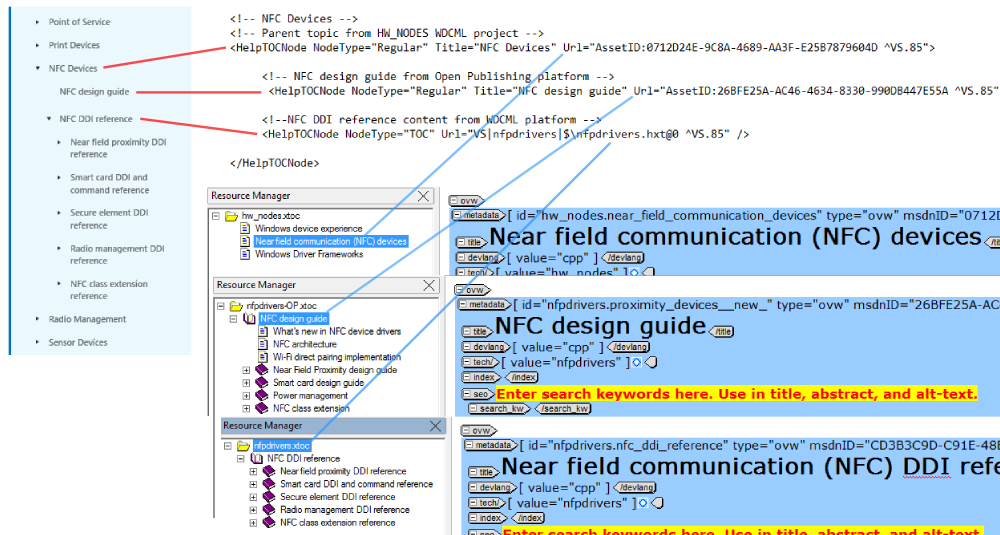 Point of Service
Print Devices
NFC Devices
NFC design guide
NFC DDI reference
Near field proximity DDI
reference
Smart card DDI and
command reference
Secure element DDI
reference
Radio management DDI
reference
NFC class extension
reference
Radio Management
Sensor Devices
<!-- NFC Devices -->
<!-- Parent topic from HW_NODES WDCML project -->
<HelpTOCNode NodeType="Regular" Title="NFC Devices" Url="AssetID:0712D24E-9C8A-4689-AA3F-E25B7879604D ^VS.85">
<!-- NFC design guide from Open Publishing platform -->
<HelpTOCNode NodeType="Regular" Title="NFC design guide" Url="AssetID:26BFE25A-AC46-4634-8330-990DB447E55A ^VS.85"
<!--NFC DDI reference content from WDCML platform -->
<HelpTOCNode NodeType="TOC" Url="VS|nfpdrivers|$\nfpdrivers.hxt@0 ^VS.85" />
</HelpTOCNode>
Resource Manager
hw_nodes.xtoc
Windows device experience
Near field communication (NFC) devices
Windows Driver Frameworks
ovw
metadata [ id="hw_nodes.near_field_communication_devices" type="ovw" msdnID="0712D
title Near field communication (NFC) devices /tit
devlang [ value="cpp" ] /devlang
tech/ [ value="hw_nodes" ]
Resource Manager
nfpdrivers-OP.xtoc
NFC design guide
What's new in NFC device drivers
NFC architecture
Wi-Fi direct pairing implementation
Near Field Proximity design guide
Smart card design guide
Power management
NFC class extension
ovw
metadata [ id="nfpdrivers.proximity_devices__new_" type="ovw" msdnID="26BFE25A-AC
title NFC design guide /title
devlang [ value="cpp" ] /devlang
tech/ [ value="nfpdrivers" ]
index /index
seo Enter search keywords here. Use in title, abstract, and alt-text.
search_kw /search_kw
Resource Manager
nfpdrivers.xtoc
NFC DDI reference
Near field proximity DDI reference
Smart card DDI and command reference
Secure element DDI reference
Radio management DDI reference
NFC class extension reference
ovw
metadata [ id="nfpdrivers.nfc_ddi_reference" type="ovw" msdnID="CD3B3C9D-C91E-48E
title Near field communication (NFC) DDI refe
devlang [ value="cpp" ] /devlang
tech/ [ value="nfpdrivers" ]
index /index
seo Enter search keywords here. Use in title, abstract, and alt-text.